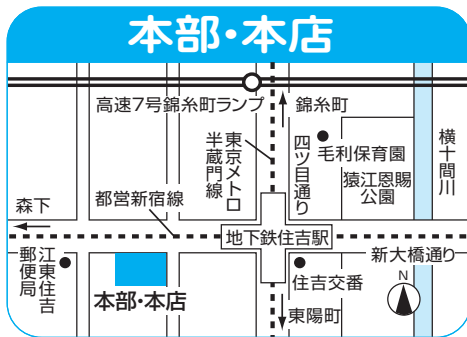 本部・本店
高速7号錦糸町ランプ
錦糸町
東京メトロ
半蔵門線
四ツ目通り
毛利保育園
猿江恩賜
公園
横十間川
森下
都営新宿線
地下鉄住吉駅
新大橋通り
江東住吉
郵便局
本部・本店
住吉交番
東陽町
N